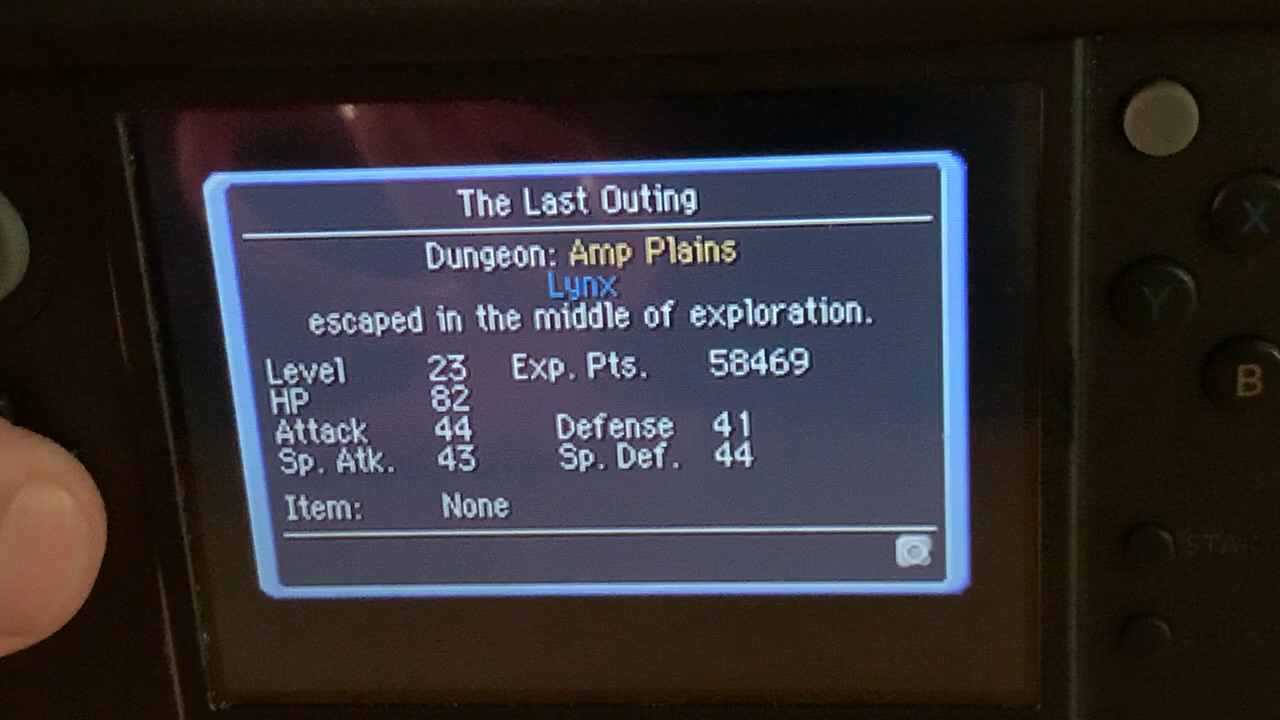 The Last Outing
Dungeon: Amp Plains
Lynx
escaped in the middle of exploration.
Level 23 Exp. Pts. 58469
HP 82
Attack 44 Defense 41
Sp. Atk. 43 Sp. Def. 44
Item: None
X
Y
B
START